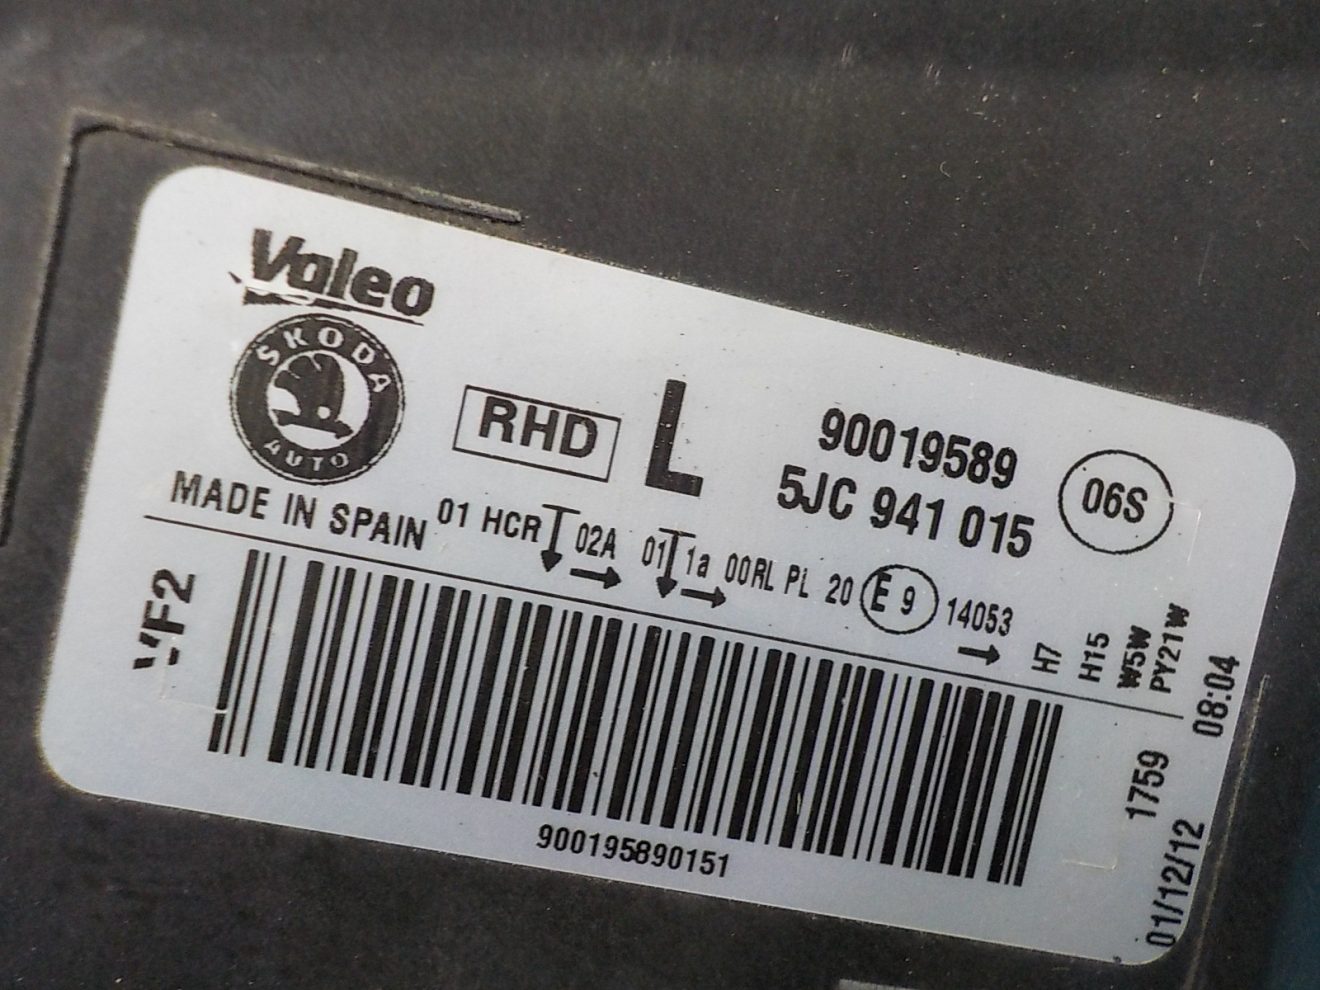 Valeo
SKODA
AUTO
RHD
L
90019589
5JC 941 015
06S
MADE IN SPAIN
01 HCR 02A 01 1a 00RL PL 20 E 9 14053
H7
H15
W5W
PY21W
08:04
VF2
1759
01/12/12
900195890151